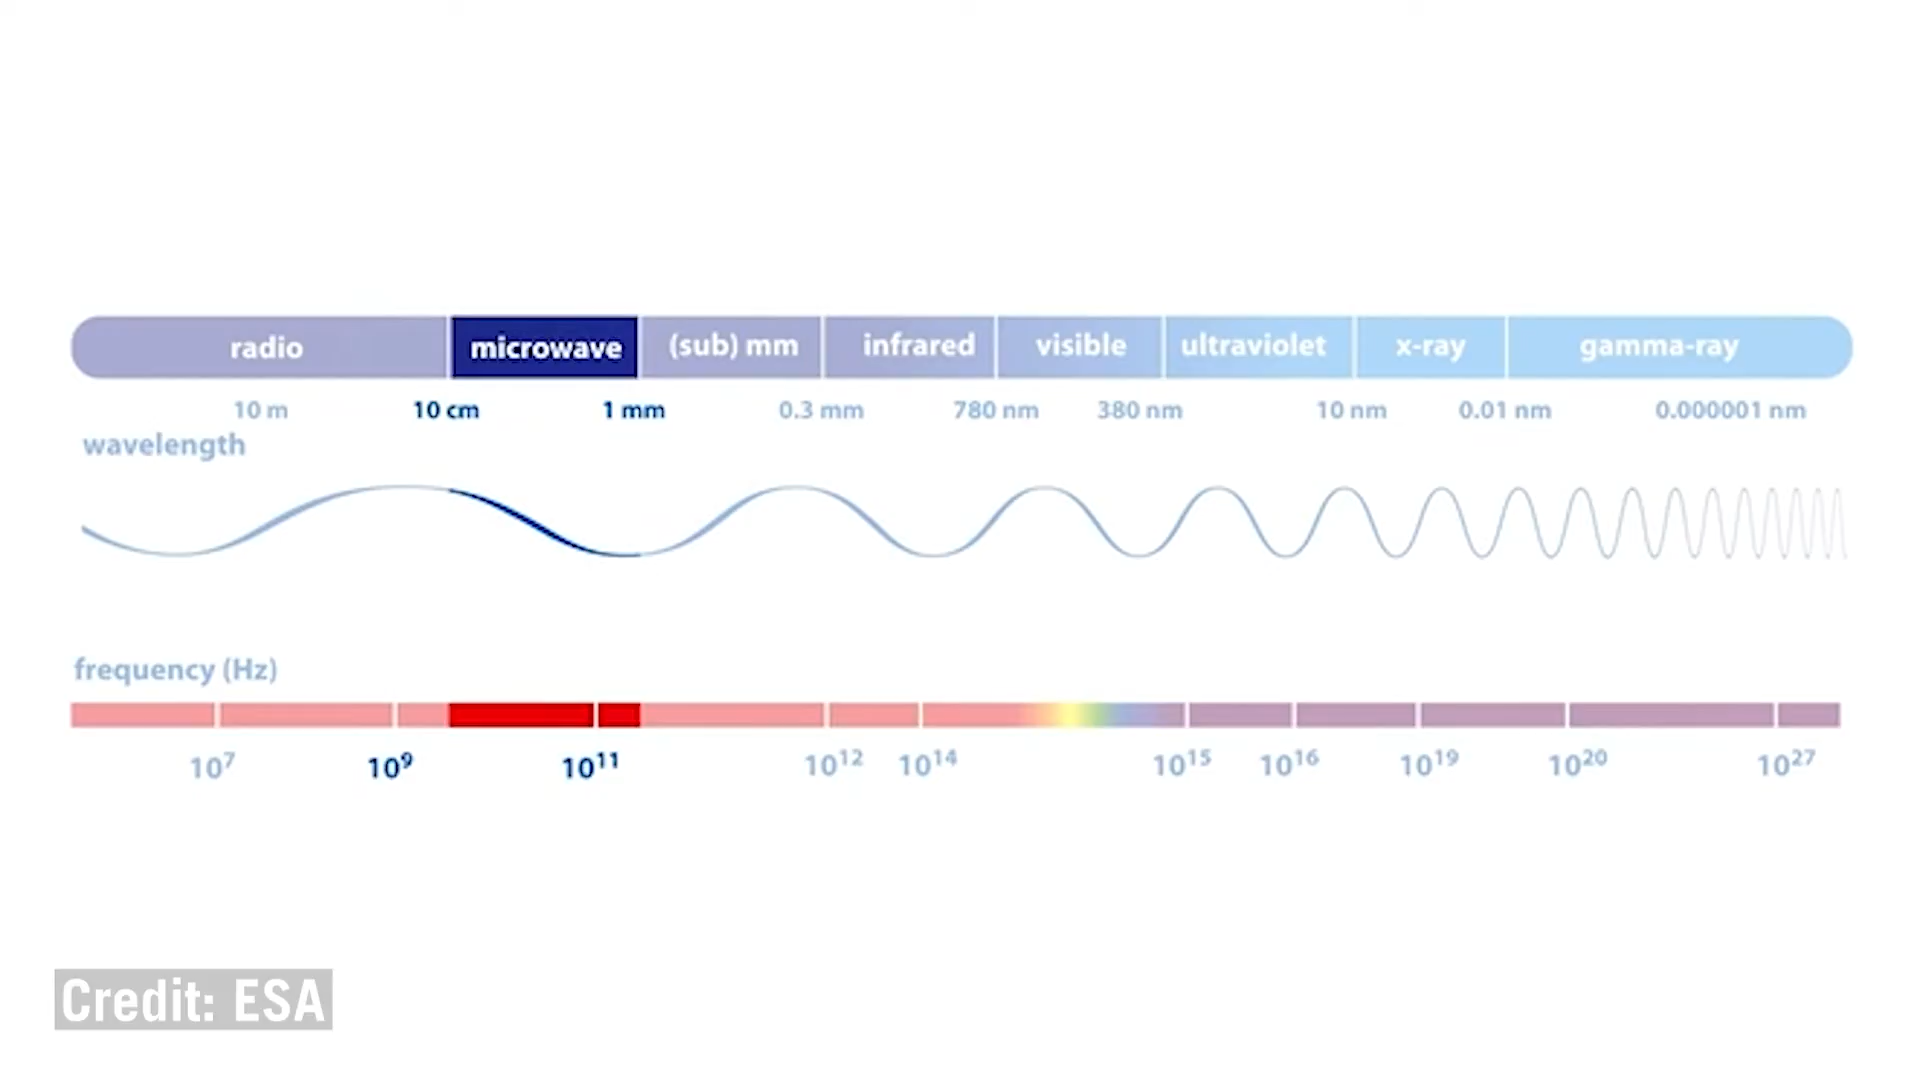 radio microwave (sub) mm infrared visible ultraviolet x-ray gamma-ray
10 m 10 cm 1 mm 0.3 mm 780 nm 380 nm 10 nm 0.01 nm 0.000001 nm
wavelength
frequency (Hz)
10⁷ 10⁹ 10¹¹ 10¹² 10¹⁴ 10¹⁵ 10¹⁶ 10¹⁹ 10²⁰ 10²⁷
Credit: ESA